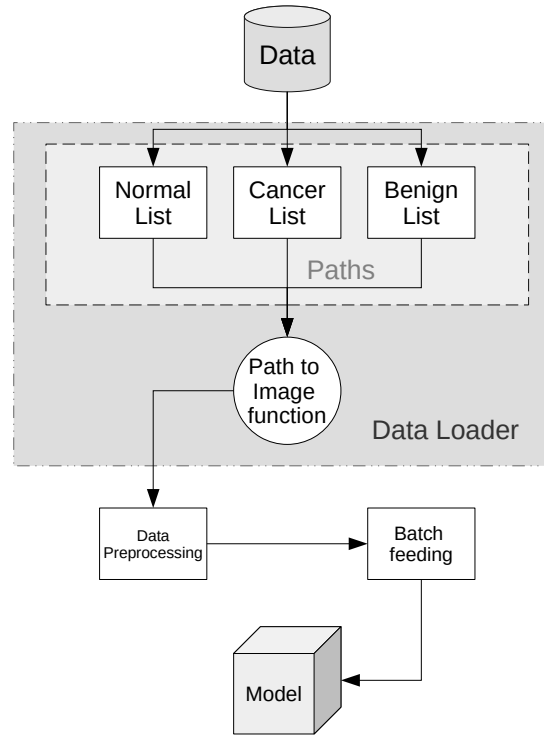 Data
Normal
List
Cancer
List
Benign
List
Paths
Path to
Image
function
Data Loader
Data
Preprocessing
Batch
feeding
Model